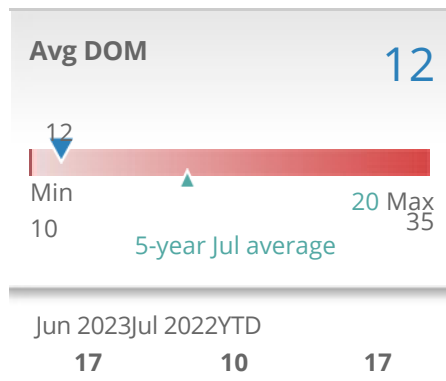 Avg DOM 12
12
Min 20 Max
10 35
5-year Jul average
Jun 2023Jul 2022YTD
17 10 17